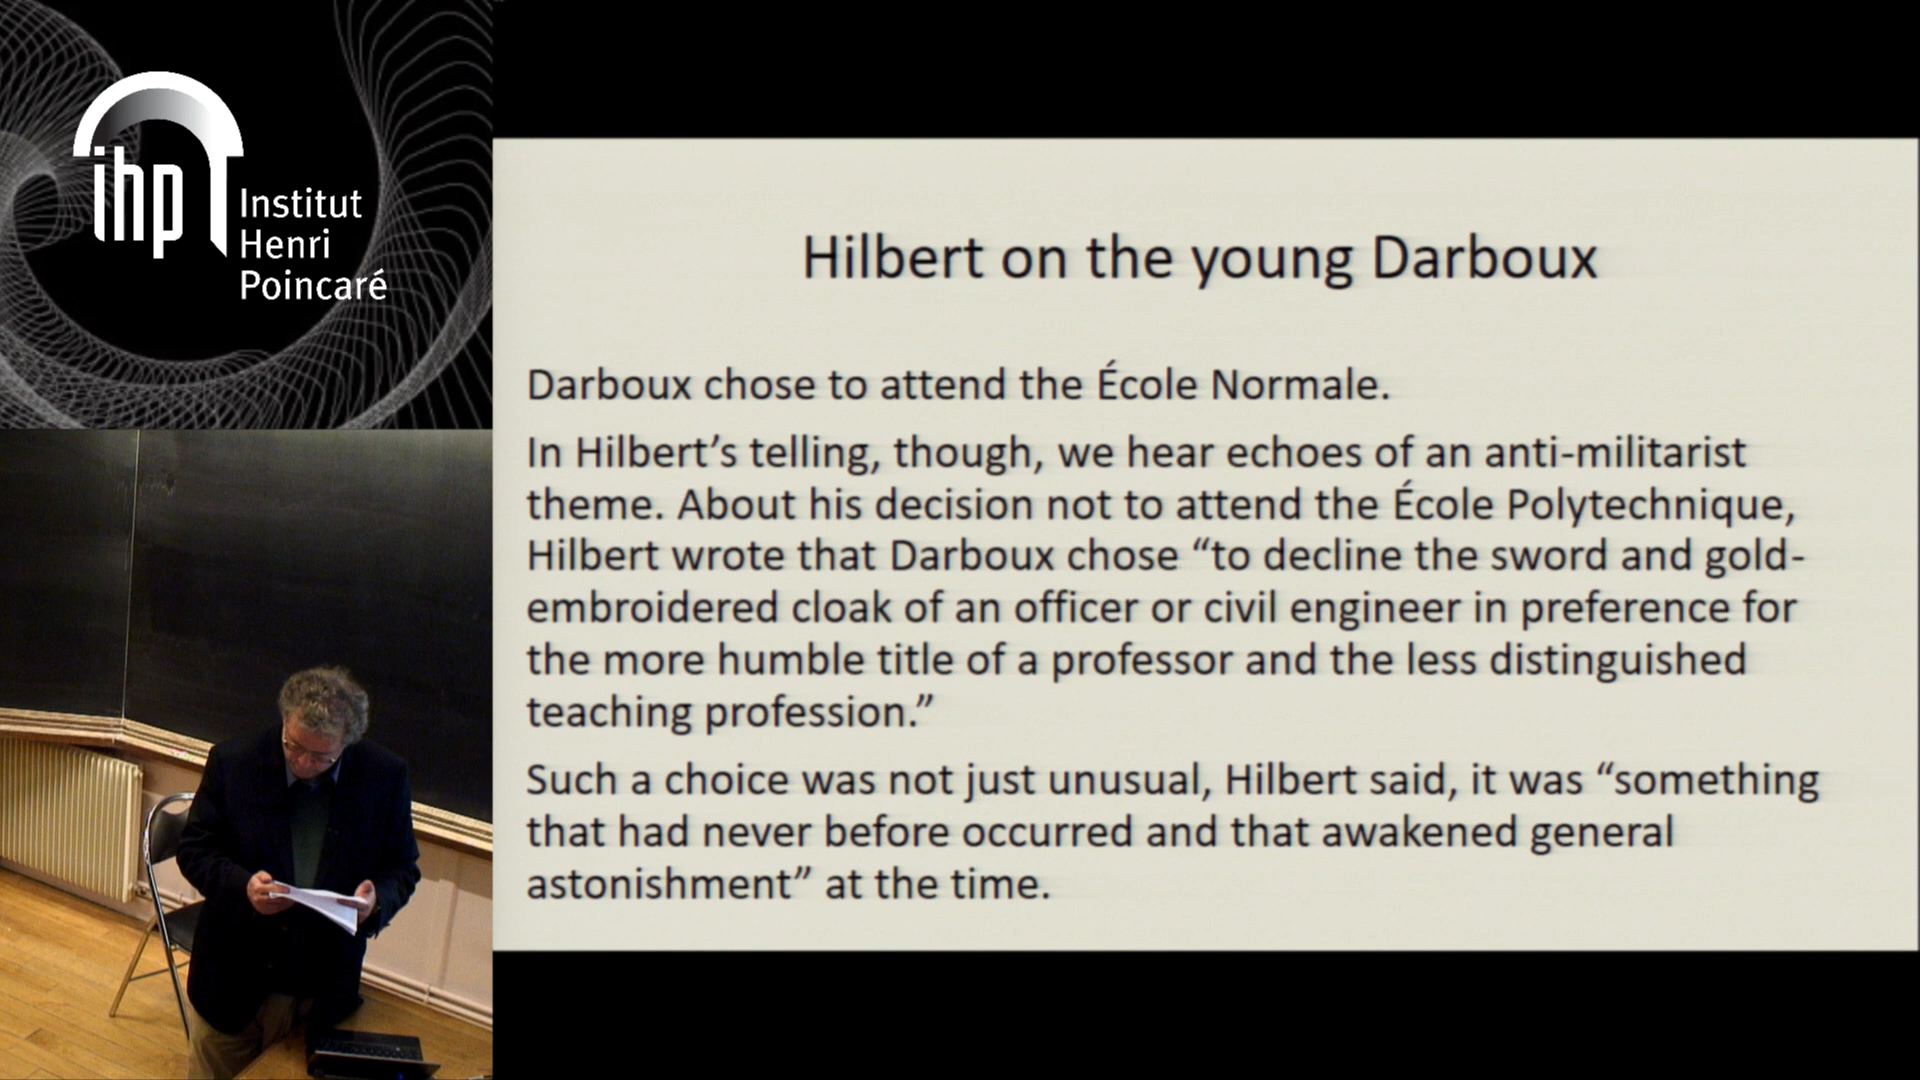 ihp
Institut
Henri
Poincaré
Hilbert on the young Darboux
Darboux chose to attend the École Normale.
In Hilbert’s telling, though, we hear echoes of an anti-militarist
theme. About his decision not to attend the École Polytechnique,
Hilbert wrote that Darboux chose “to decline the sword and gold-
embroidered cloak of an officer or civil engineer in preference for
the more humble title of a professor and the less distinguished
teaching profession.”
Such a choice was not just unusual, Hilbert said, it was “something
that had never before occurred and that awakened general
astonishment” at the time.